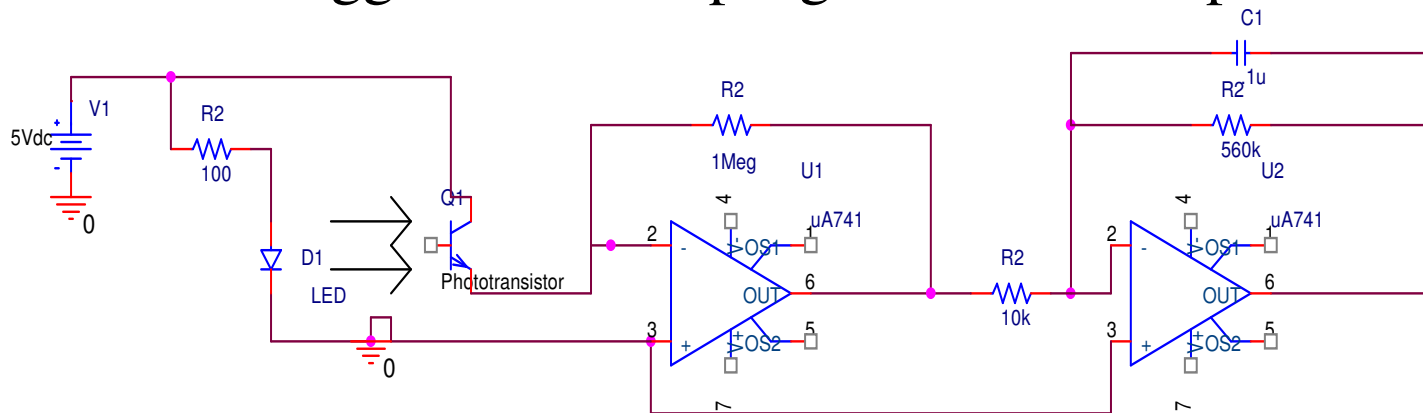 V1
+
5Vdc
-
0
R2
100
D1
LED
0
Q1
Phototransistor
R2
1Meg
U1
µA741
4
V-
OS1
1
2
-
OUT
6
3
+
V+
OS2
5
7
R2
10k
C1
.1u
R2
560k
U2
µA741
4
V-
OS1
1
2
-
OUT
6
3
+
V+
OS2
5
7